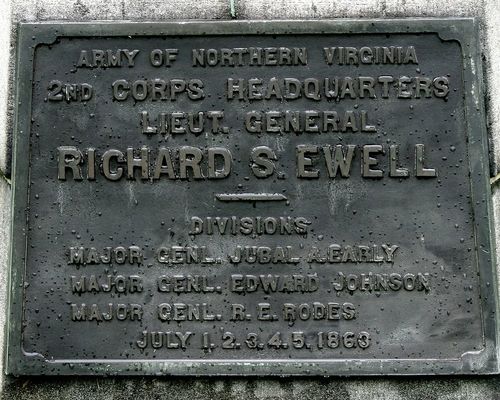 ARMY OF NORTHERN VIRGINIA
2ND CORPS HEADQUARTERS
LIEUT. GENERAL
RICHARD S. EWELL
DIVISIONS
MAJOR GENL. JUBAL A. EARLY
MAJOR GENL. EDWARD JOHNSON
MAJOR GENL. R. E. RODES
JULY 1. 2. 3. 4. 5. 1863